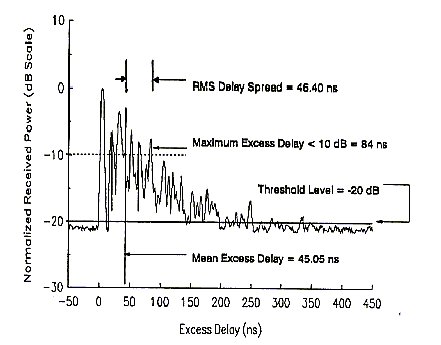 10
RMS Delay Spread = 46.40 ns
0
Maximum Excess Delay < 10 dB = 84 ns
-10
Threshold Level = -20 dB
-20
Mean Excess Delay = 45.05 ns
-30
-50 0 50 100 150 200 250 300 350 400 450
Excess Delay (ns)
Normalized Received Power (dB Scale)